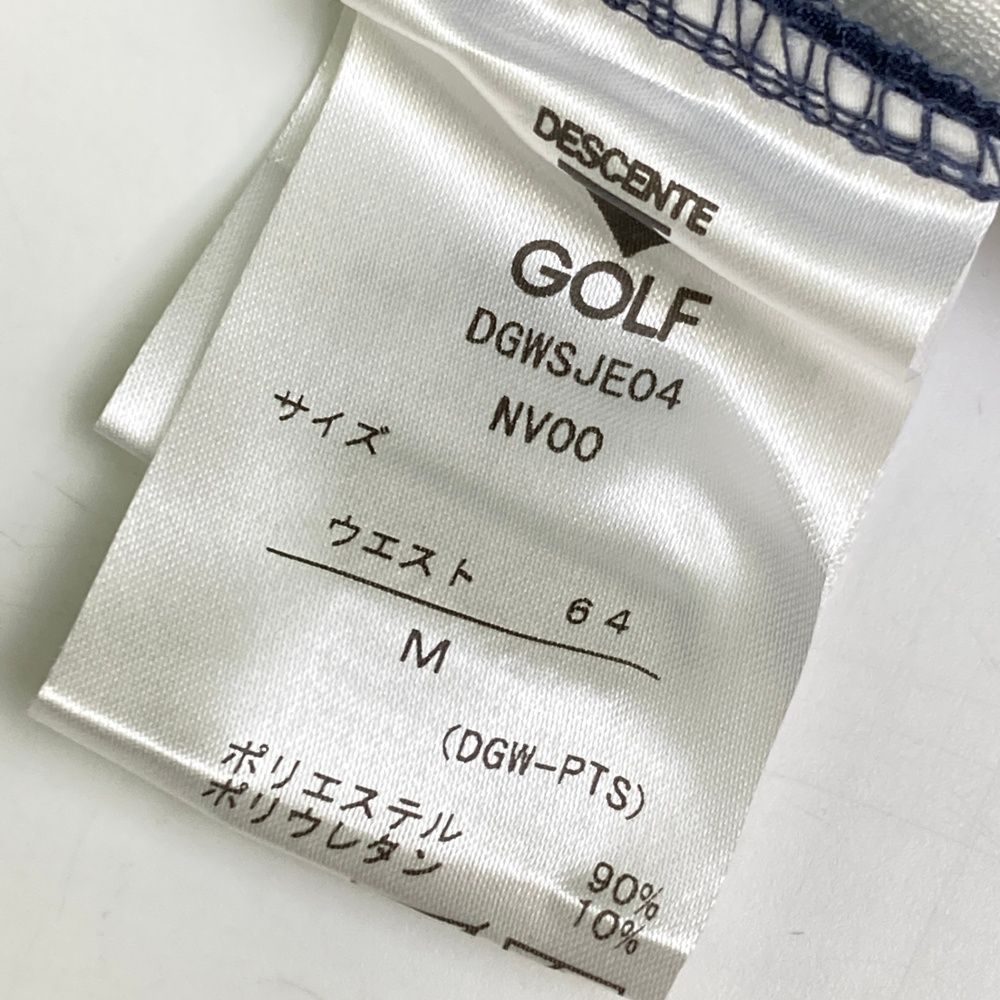 DESCENTE
GOLF
DGWSJE04
NV00
サイズ
ウエスト 64
M
(DGW-PTS)
ポリエステル 90%
ポリウレタン 10%